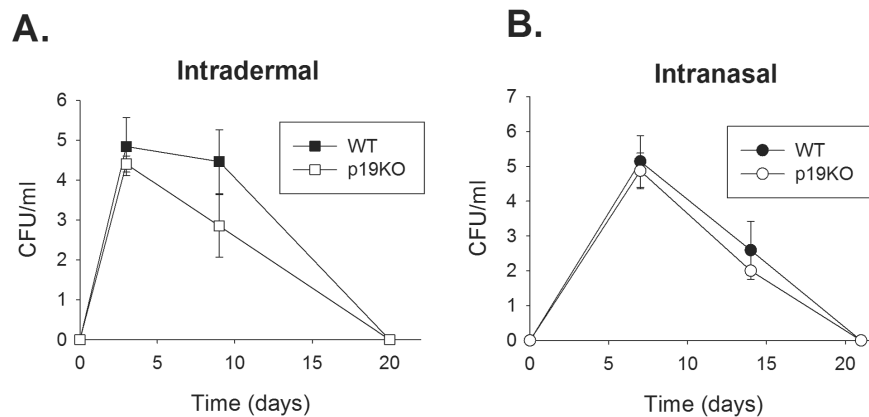 A.
Intradermal
6
5
4
3
2
1
0
CFU/ml
WT
p19KO
0 5 10 15 20
Time (days)
B.
Intranasal
7
6
5
4
3
2
1
0
CFU/ml
WT
p19KO
0 5 10 15 20
Time (days)